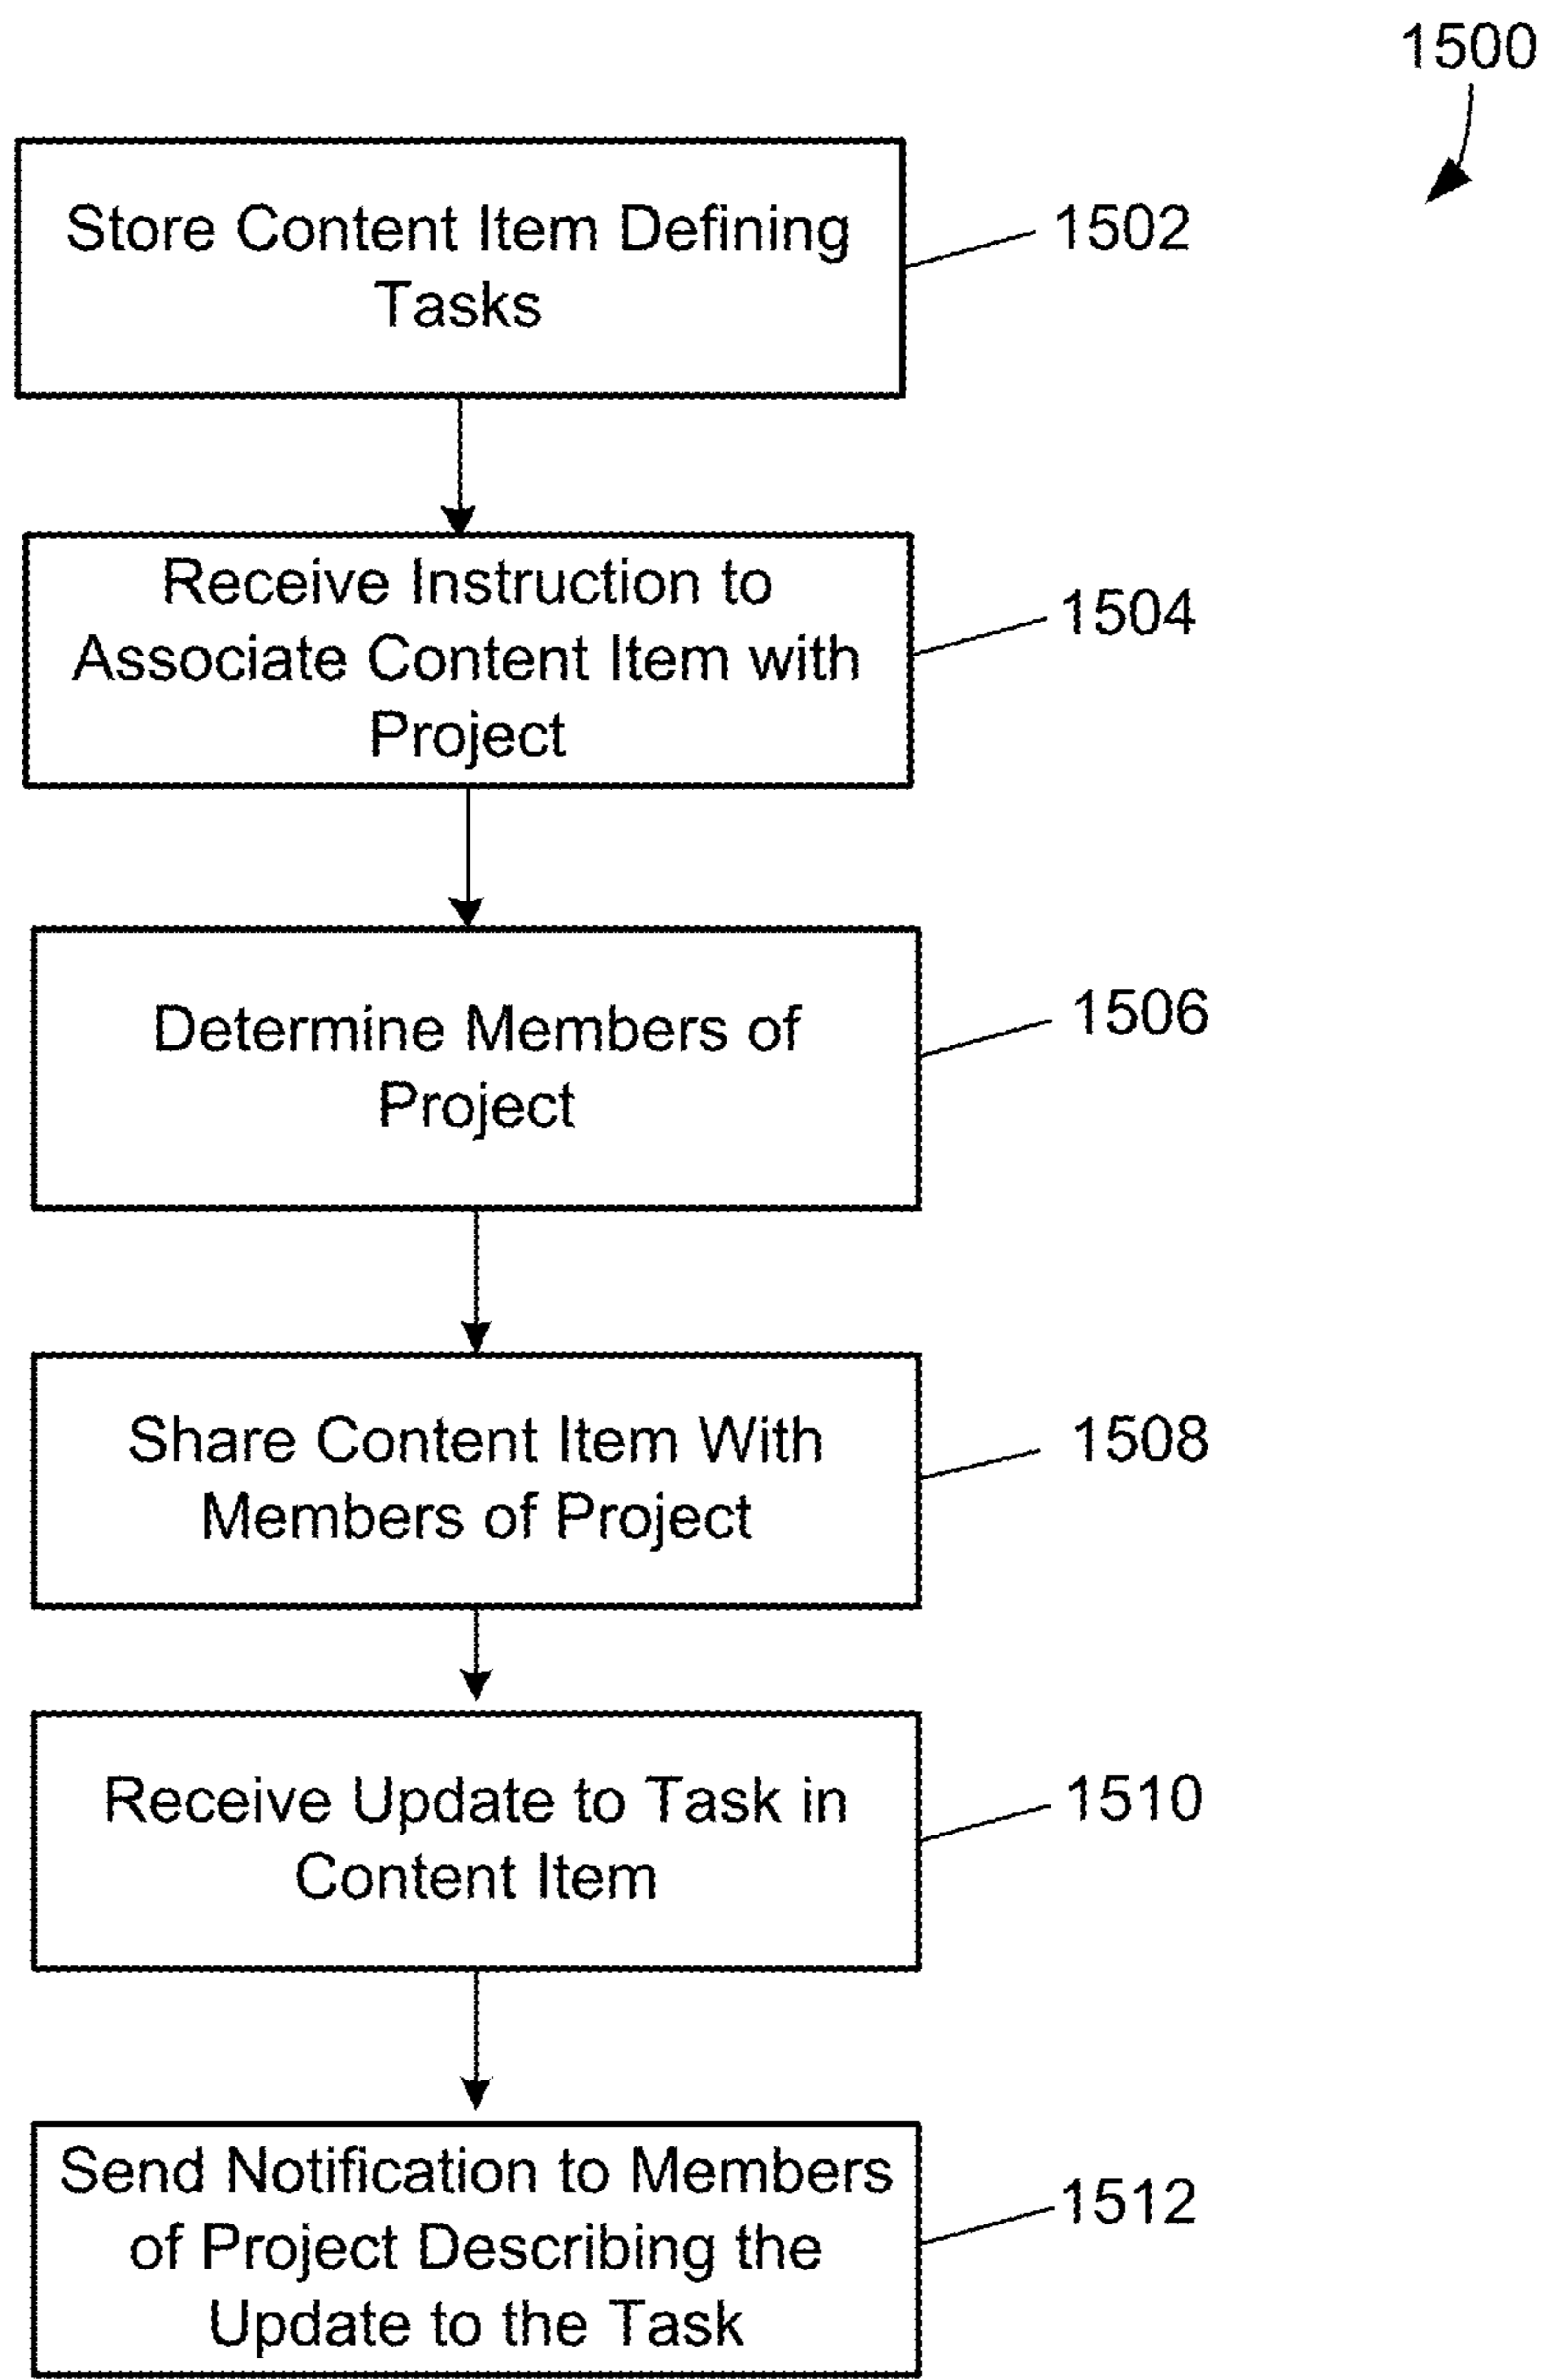 1500
Store Content Item Defining
Tasks
1502
Receive Instruction to
Associate Content Item with
Project
1504
Determine Members of
Project
1506
Share Content Item With
Members of Project
1508
Receive Update to Task in
Content Item
1510
Send Notification to Members
of Project Describing the
Update to the Task
1512